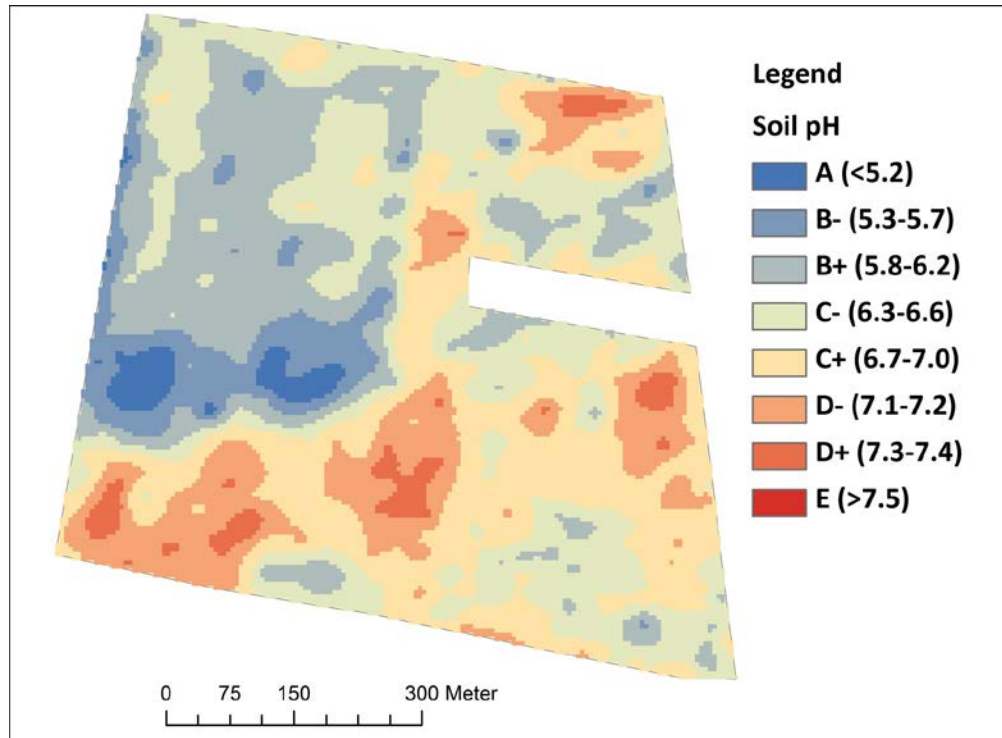 Legend
Soil pH
A (<5.2)
B- (5.3-5.7)
B+ (5.8-6.2)
C- (6.3-6.6)
C+ (6.7-7.0)
D- (7.1-7.2)
D+ (7.3-7.4)
E (>7.5)
0 75 150 300 Meter